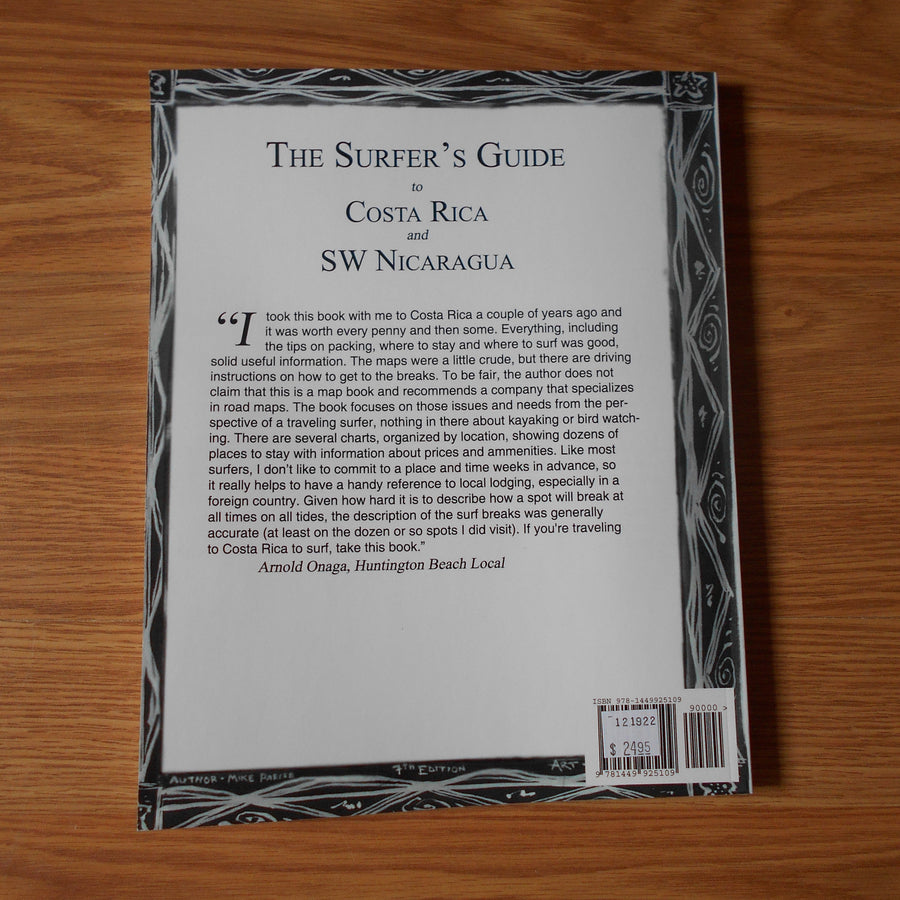 THE SURFER'S GUIDE
to
COSTA RICA
and
SW NICARAGUA
“I took this book with me to Costa Rica a couple of years ago and
it was worth every penny and then some. Everything, including
the tips on packing, where to stay and where to surf was good,
solid useful information. The maps were a little crude, but there are driving
instructions on how to get to the breaks. To be fair, the author does not
claim that this is a map book and recommends a company that specializes
in road maps. The book focuses on those issues and needs from the per-
spective of a traveling surfer, nothing in there about kayaking or bird watch-
ing. There are several charts, organized by location, showing dozens of
places to stay with information about prices and ammenities. Like most
surfers, I don't like to commit to a place and time weeks in advance, so
it really helps to have a handy reference to local lodging, especially in a
foreign country. Given how hard it is to describe how a spot will break at
all times on all tides, the description of the surf breaks was generally
accurate (at least on the dozen or so spots I did visit). If you're traveling
to Costa Rica to surf, take this book.”
Arnold Onaga, Huntington Beach Local
ISBN 978-1449925109
90000 >
121922
$ 2495
9 781449 925109
AUTHOR · MIKE PARISE
7TH EDITION
ART -